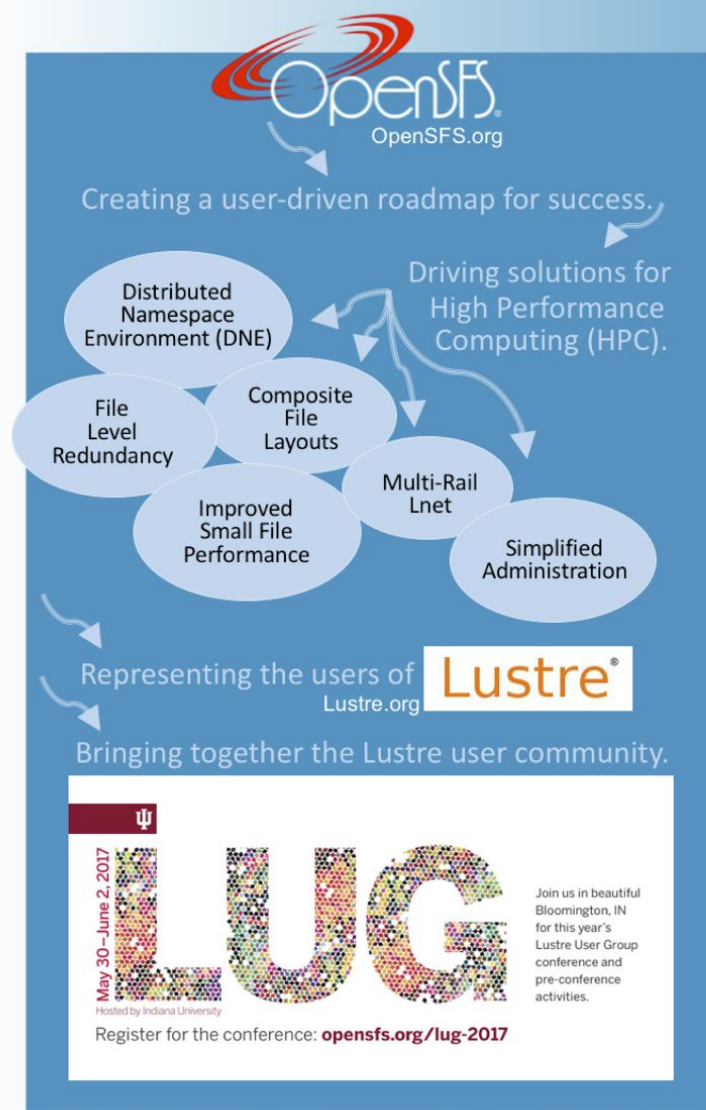 OpenSFS®
OpenSFS.org
Creating a user-driven roadmap for success.
Driving solutions for
High Performance
Computing (HPC).
Distributed
Namespace
Environment (DNE)
File
Level
Redundancy
Composite
File
Layouts
Improved
Small File
Performance
Multi-Rail
Lnet
Simplified
Administration
Representing the users of
Lustre®
Lustre.org
Bringing together the Lustre user community.
May 30–June 2, 2017
LUG
Hosted by Indiana University
Join us in beautiful
Bloomington, IN
for this year's
Lustre User Group
conference and
pre-conference
activities.
Register for the conference: opensfs.org/lug-2017